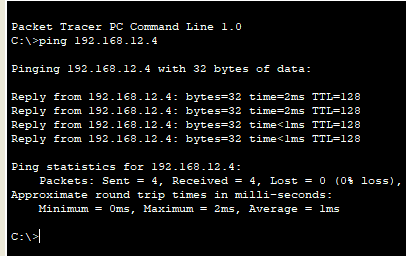 Packet Tracer PC Command Line 1.0
C:\>ping 192.168.12.4
Pinging 192.168.12.4 with 32 bytes of data:
Reply from 192.168.12.4: bytes=32 time=2ms TTL=128
Reply from 192.168.12.4: bytes=32 time=2ms TTL=128
Reply from 192.168.12.4: bytes=32 time<1ms TTL=128
Reply from 192.168.12.4: bytes=32 time<1ms TTL=128
Ping statistics for 192.168.12.4:
Packets: Sent = 4, Received = 4, Lost = 0 (0% loss),
Approximate round trip times in milli-seconds:
Minimum = 0ms, Maximum = 2ms, Average = 1ms
C:\>